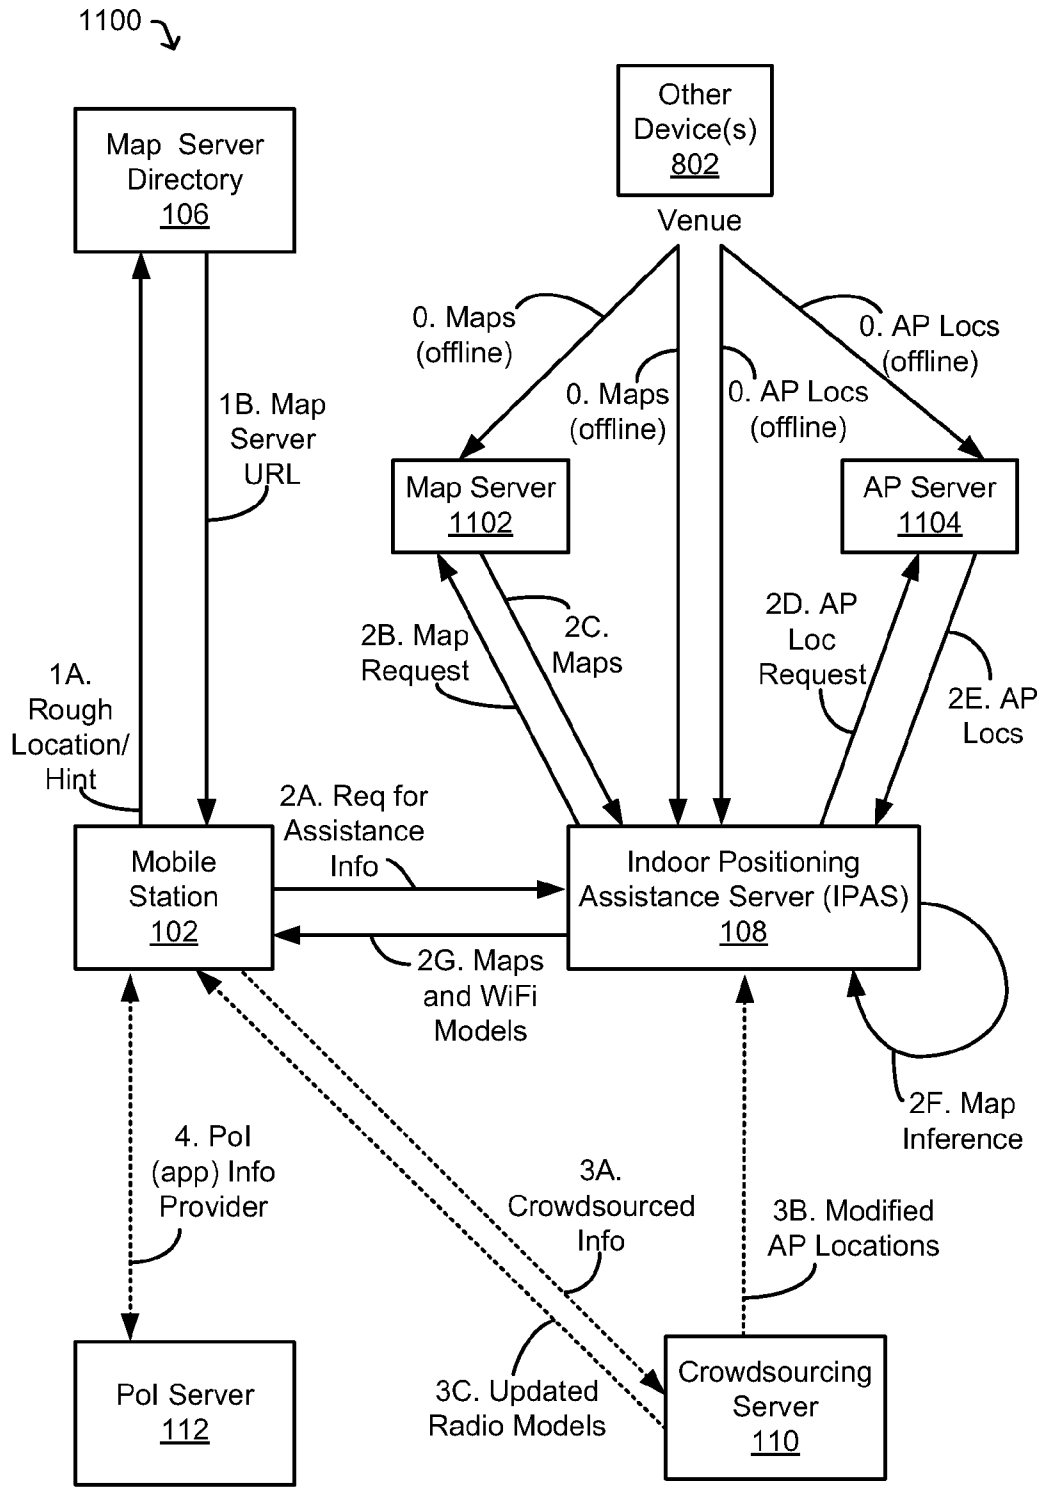 1100
Map Server
Directory
106
Other
Device(s)
802
Venue
0. Maps
(offline)
0. Maps
(offline)
0. AP Locs
(offline)
0. AP Locs
(offline)
1B. Map
Server
URL
Map Server
1102
AP Server
1104
2B. Map
Request
2C.
Maps
2D. AP
Loc
Request
2E. AP
Locs
1A.
Rough
Location/
Hint
2A. Req for
Assistance
Info
Mobile
Station
102
Indoor Positioning
Assistance Server (IPAS)
108
2G. Maps
and WiFi
Models
2F. Map
Inference
4. PoI
(app) Info
Provider
3A.
Crowdsourced
Info
3B. Modified
AP Locations
3C. Updated
Radio Models
PoI Server
112
Crowdsourcing
Server
110